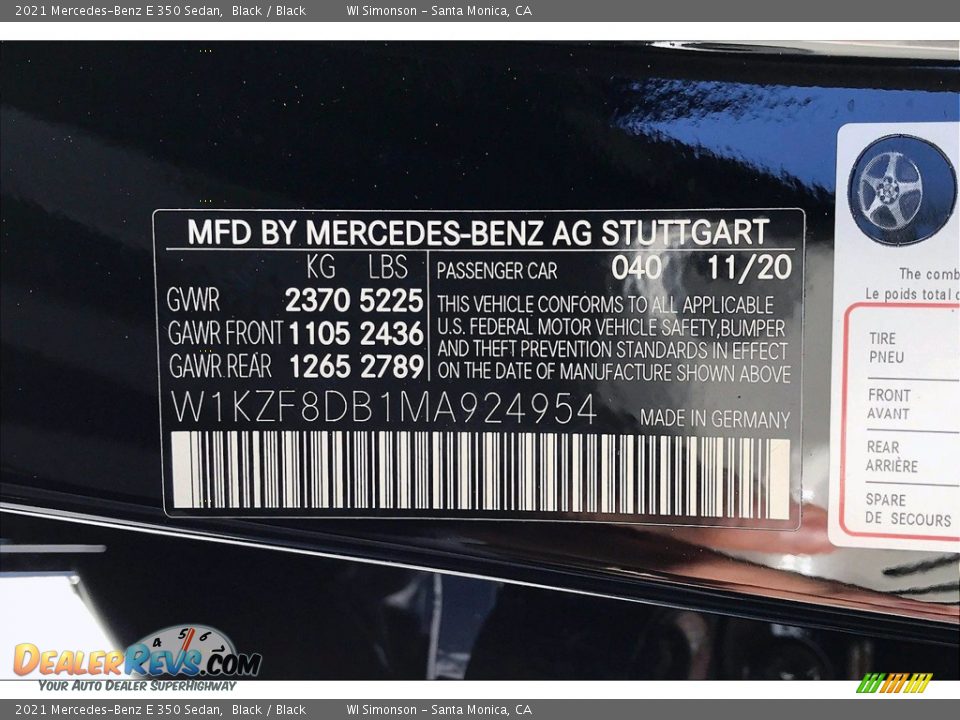 2021 Mercedes-Benz E 350 Sedan, Black / Black WI Simonson - Santa Monica, CA
MFD BY MERCEDES-BENZ AG STUTTGART
KG LBS
GVWR 2370 5225
GAWR FRONT 1105 2436
GAWR REAR 1265 2789
PASSENGER CAR 040 11/20
THIS VEHICLE CONFORMS TO ALL APPLICABLE
U.S. FEDERAL MOTOR VEHICLE SAFETY,BUMPER
AND THEFT PREVENTION STANDARDS IN EFFECT
ON THE DATE OF MANUFACTURE SHOWN ABOVE
W1KZF8DB1MA924954 MADE IN GERMANY
The comb
Le poids total
TIRE
PNEU
FRONT
AVANT
REAR
ARRIÈRE
SPARE
DE SECOURS
4 5 6
DEALERREVS.COM
YOUR AUTO DEALER SUPERHIGHWAY
2021 Mercedes-Benz E 350 Sedan, Black / Black WI Simonson - Santa Monica, CA